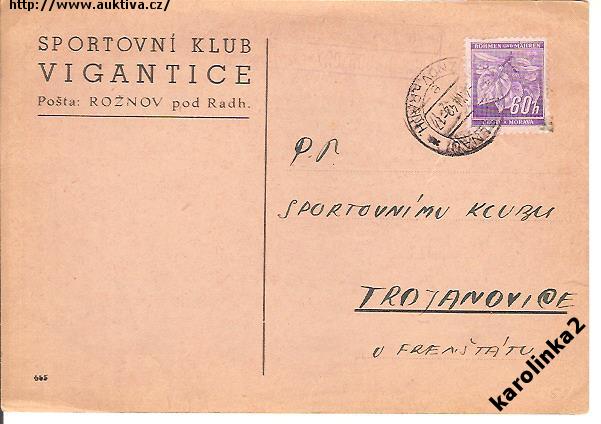 http://www.auktiva.cz/
SPORTOVNÍ KLUB
VIGANTICE
Pošta: ROŽNOV pod Radh.
BÖHMEN UND MÄHREN
60h
ČECHY A MORAVA
P.T.
SPORTOVNÍMU KLUBU
TROJANOVICE
U FRENŠTÁTU
665
karolinka2